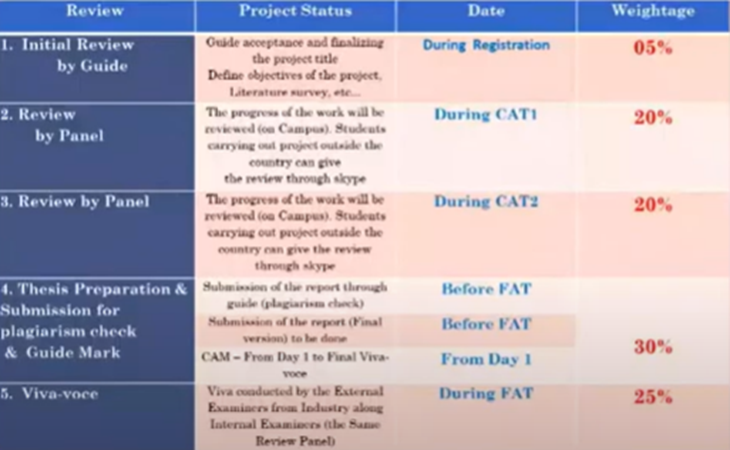 Review Project Status Date Weightage
1. Initial Review
by Guide
Guide acceptance and finalizing
the project title
Define objectives of the project,
Literature survey, etc...
During Registration
05%
2. Review
by Panel
The progress of the work will be
reviewed (on Campus). Students
carrying out project outside the
country can give
the review through skype
During CAT1
20%
3. Review by Panel
The progress of the work will be
reviewed (on Campus). Students
carrying out project outside the
country can give the review
through skype
During CAT2
20%
4. Thesis Preparation &
Submission for
plagiarism check
& Guide Mark
Submission of the report through
guide (plagiarism check)
Before FAT
Submission of the report (Final
version) to be done
Before FAT
CAM – From Day 1 to Final Viva-
voce
From Day 1
30%
5. Viva-voce
Viva conducted by the External
Examiners from Industry along
Internal Examiners (the Same
Review Panel)
During FAT
25%